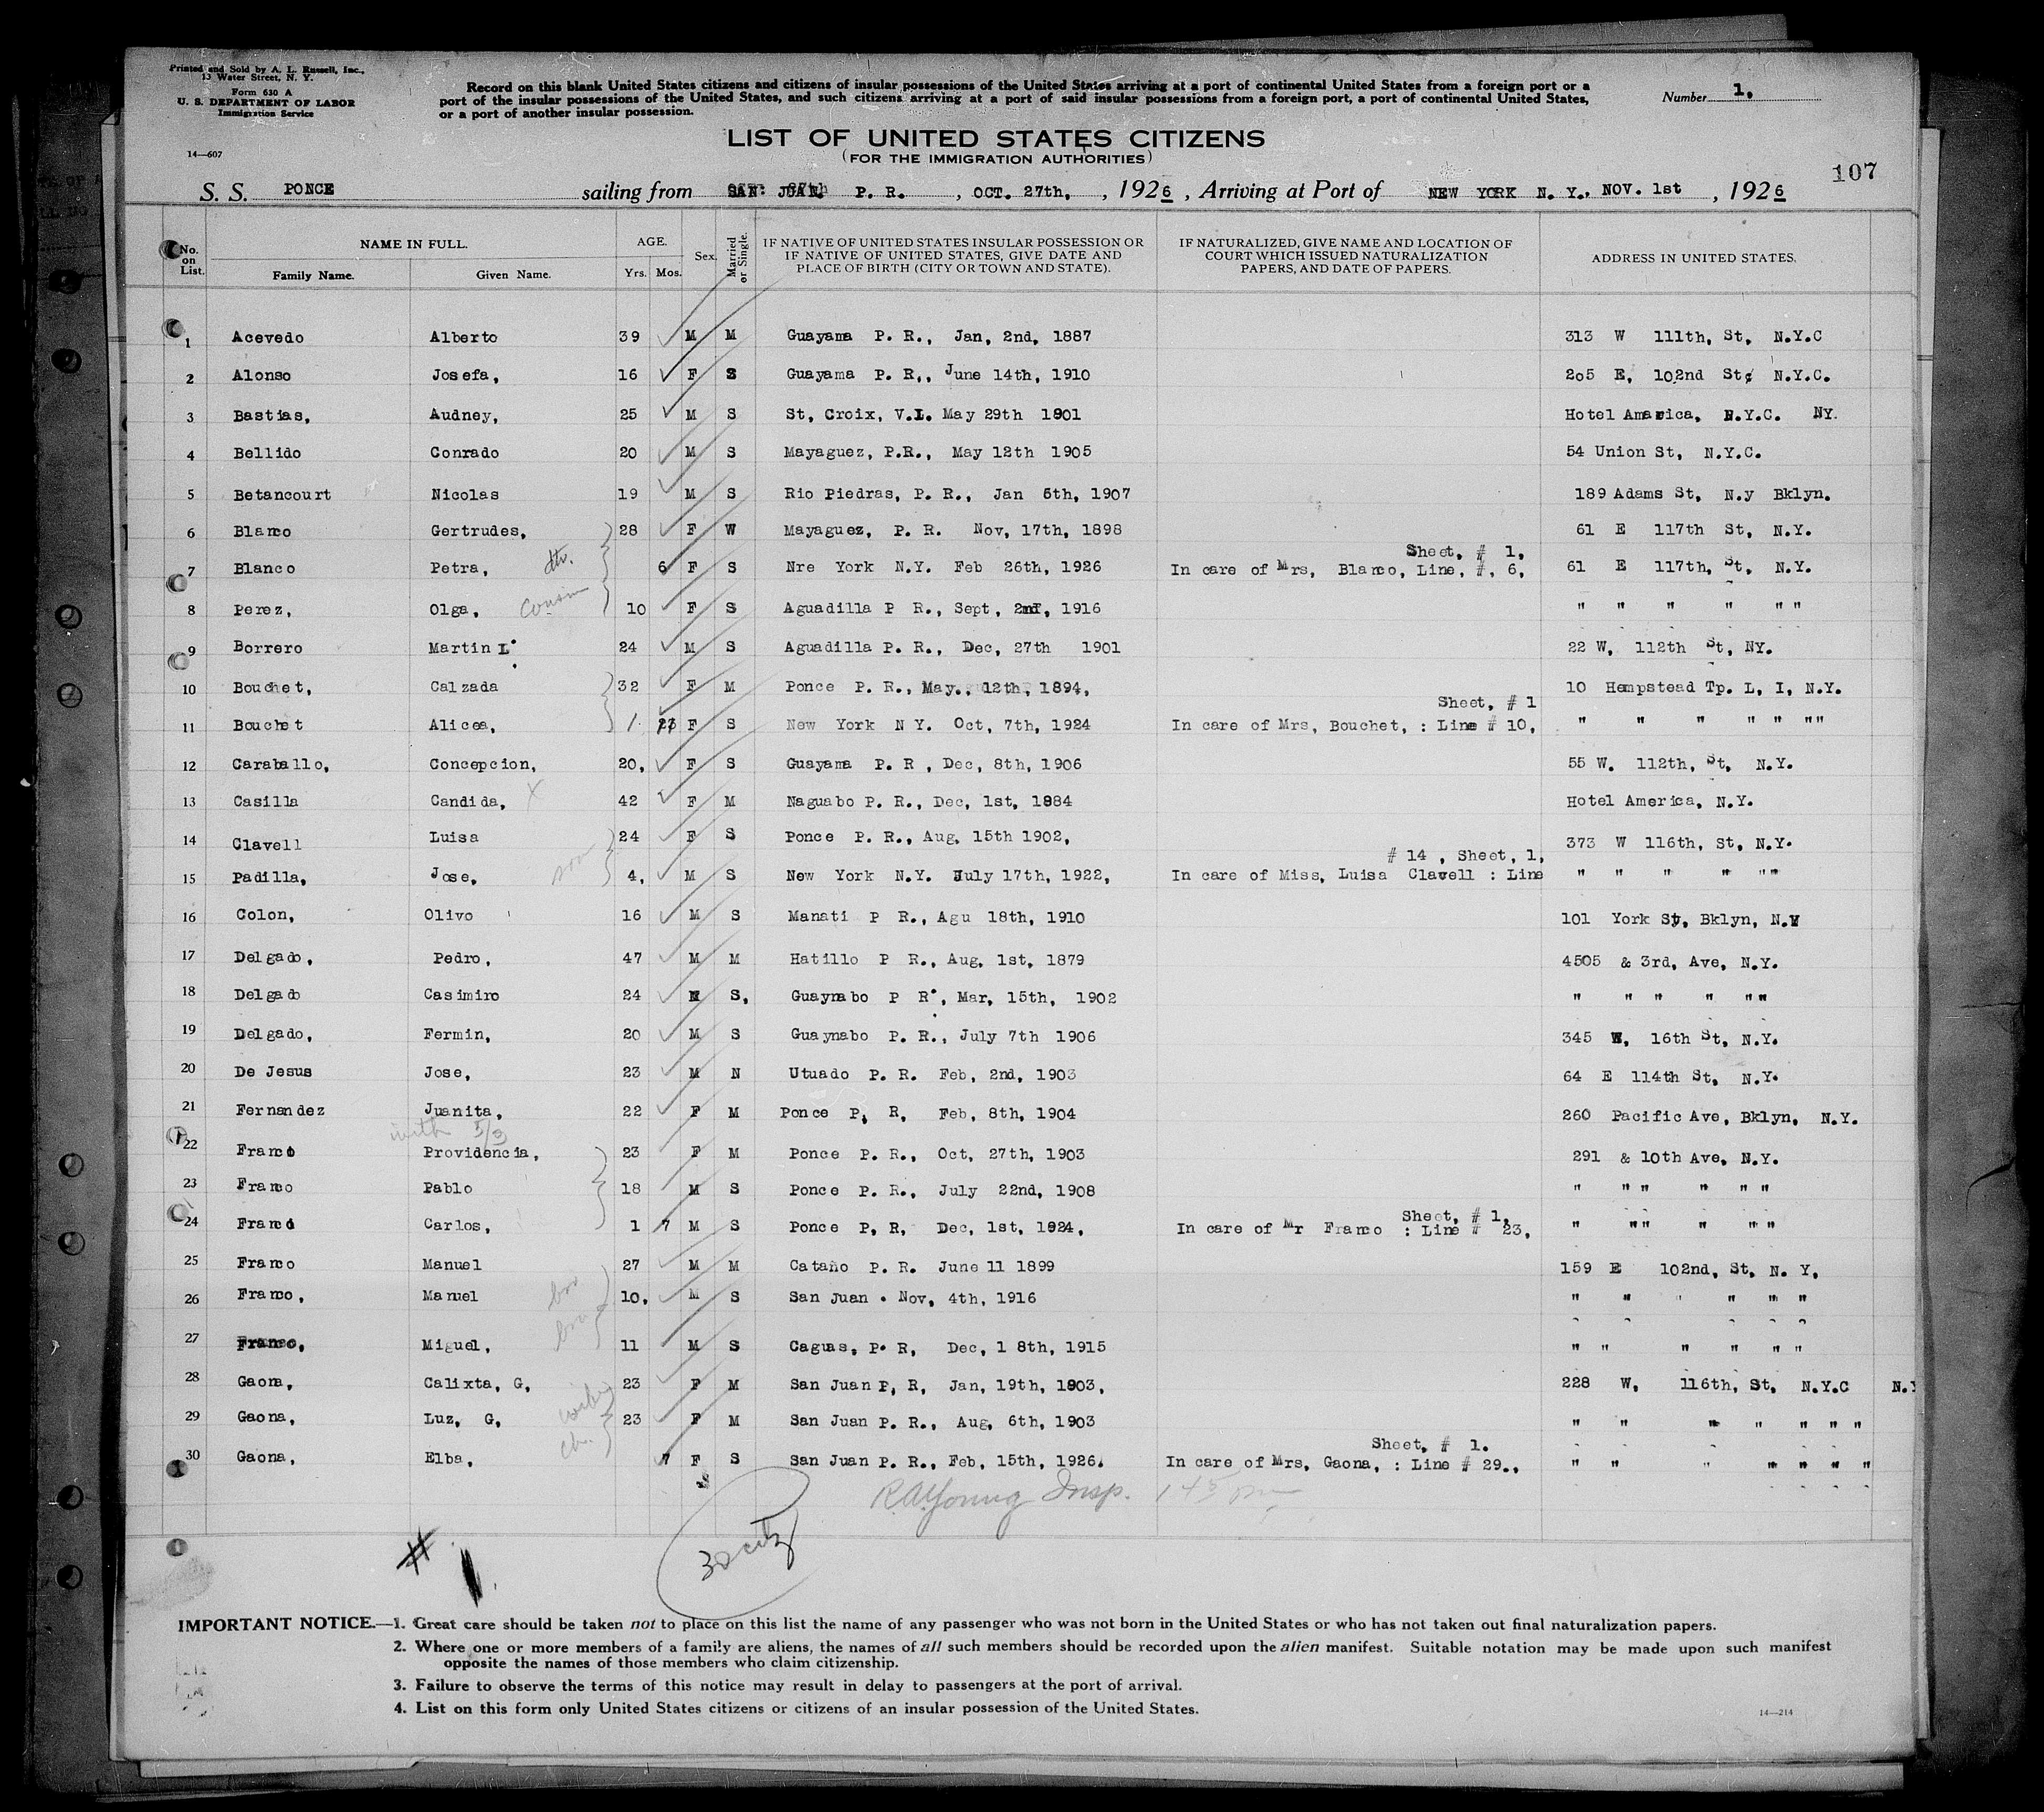 Printed and Sold by A. L. Russell, Inc.,
13 Water Street, N. Y.
Form 630 A
U. S. DEPARTMENT OF LABOR
Immigration Service
14—607
Record on this blank United States citizens and citizens of insular possessions of the United States arriving at a port of continental United States from a foreign port or a
port of the insular possessions of the United States, and such citizens arriving at a port of said insular possessions from a foreign port, a port of continental United States,
or a port of another insular possession.
Number 1.
LIST OF UNITED STATES CITIZENS
(FOR THE IMMIGRATION AUTHORITIES)
107
S. S. PONCE sailing from SAN JUAN. P. R. , OCT. 27th, , 1926 , Arriving at Port of NEW YORK N. Y., NOV. 1st , 1926
No. on List. NAME IN FULL. Family Name. Given Name. AGE. Yrs. Mos. Sex. Married or Single. IF NATIVE OF UNITED STATES INSULAR POSSESSION OR IF NATIVE OF UNITED STATES, GIVE DATE AND PLACE OF BIRTH (CITY OR TOWN AND STATE). IF NATURALIZED, GIVE NAME AND LOCATION OF COURT WHICH ISSUED NATURALIZATION PAPERS, AND DATE OF PAPERS. ADDRESS IN UNITED STATES.
1 Acevedo Alberto 39 M M Guayama P. R., Jan, 2nd, 1887 313 W 111th, St, N.Y.C
2 Alonso Josefa, 16 F S Guayama P. R,, June 14th, 1910 205 E, 102nd St, N.Y.C.
3 Bastias, Audney, 25 M S St, Croix, V.I. May 29th 1901 Hotel America, N.Y.C. NY.
4 Bellido Conrado 20 M S Mayaguez, P.R., May 12th 1905 54 Union St, N.Y.C.
5 Betancourt Nicolas 19 M S Rio Piedras, P. R., Jan 6th, 1907 189 Adams St, N.y Bklyn.
6 Blanco Gertrudes, 28 F W Mayaguez, P. R. Nov, 17th, 1898 61 E 117th St, N.Y.
Sheet, # 1,
7 Blanco Petra, dtr. 6 F S Nre York N.Y. Feb 26th, 1926 In care of Mrs, Blanco, Line, #, 6, 61 E 117th, St, N.Y.
8 Perez, Olga, cousin 10 F S Aguadilla P R., Sept, 2nd, 1916 " " " " " "
9 Borrero Martin L. 24 M S Aguadilla P. R., Dec, 27th 1901 22 W, 112th St, NY.
10 Bouchet, Calzada 32 F M Ponce P. R., May., 12th, 1894, 10 Hempstead Tp. L, I, N.Y.
Sheet, # 1
11 Bouchet Alicea, 1 F S New York N Y. Oct, 7th, 1924 In care of Mrs, Bouchet, : Line # 10, " " " " " " "
12 Caraballo, Concepcion, 20, F S Guayama P. R , Dec, 8th, 1906 55 W. 112th, St, N.Y.
13 Casilla Candida, X 42 F M Naguabo P. R., Dec, 1st, 1884 Hotel America, N.Y.
14 Clavell Luisa 24 F S Ponce P. R., Aug, 15th 1902, 373 W 116th, St, N.Y.
# 14 , Sheet, 1,
15 Padilla, Jose, son 4, M S New York N.Y. July 17th, 1922, In care of Miss, Luisa Clavell : Line " " " " " "
16 Colon, Olivo 16 M S Manati P R., Agu 18th, 1910 101 York St, Bklyn, N.Y
17 Delgado, Pedro, 47 M M Hatillo P R., Aug, 1st, 1879 4505 & 3rd, Ave, N.Y.
18 Delgado Casimiro 24 M S, Guaynabo P R., Mar, 15th, 1902 " " " " " "
19 Delgado, Fermin, 20 M S Guaynabo P. R., July 7th 1906 345 W, 16th St, N.Y.
20 De Jesus Jose, 23 M N Utuado P. R. Feb, 2nd, 1903 64 E 114th St, N.Y.
21 Fernandez Juanita, 22 F M Ponce P, R, Feb, 8th, 1904 260 Pacific Ave, Bklyn, N.Y.
with 5/3
22 Franco Providencia, 23 F M Ponce P. R., Oct, 27th, 1903 291 & 10th Ave, N.Y.
23 Franco Pablo 18 M S Ponce P. R., July 22nd, 1908 " " " " " "
Sheet, # 1,
24 Franco Carlos, 1 7 M S Ponce P, R, Dec, 1st, 1924, In care of Mr Franco : Line # 23, " " " " " "
25 Franco Manuel 27 M M Cataño P. R. June 11 1899 159 E 102nd, St, N. Y,
26 Franco, Manuel bro 10, M S San Juan . Nov, 4th, 1916 " " " " " "
27 Franco, Miguel, bro 11 M S Caguas, P. R, Dec, 1 8th, 1915 " " " " " "
28 Gaona, Calixta, G, 23 F M San Juan P, R, Jan, 19th, 1903, 228 W, 116th, St, N.Y.C N.Y
29 Gaona, Luz, G, wife 23 F M San Juan P. R., Aug, 6th, 1903 " " " " " " "
Sheet, # 1.
30 Gaona, Elba, ch. 7 F S San Juan P. R., Feb, 15th, 1926. In care of Mrs, Gaona, : Line # 29., " " " " " " "
RA Young Insp. 1 45 pm
30 citz
# 1.
IMPORTANT NOTICE.—1. Great care should be taken not to place on this list the name of any passenger who was not born in the United States or who has not taken out final naturalization papers.
2. Where one or more members of a family are aliens, the names of all such members should be recorded upon the alien manifest. Suitable notation may be made upon such manifest
opposite the names of those members who claim citizenship.
3. Failure to observe the terms of this notice may result in delay to passengers at the port of arrival.
4. List on this form only United States citizens or citizens of an insular possession of the United States.
14—214